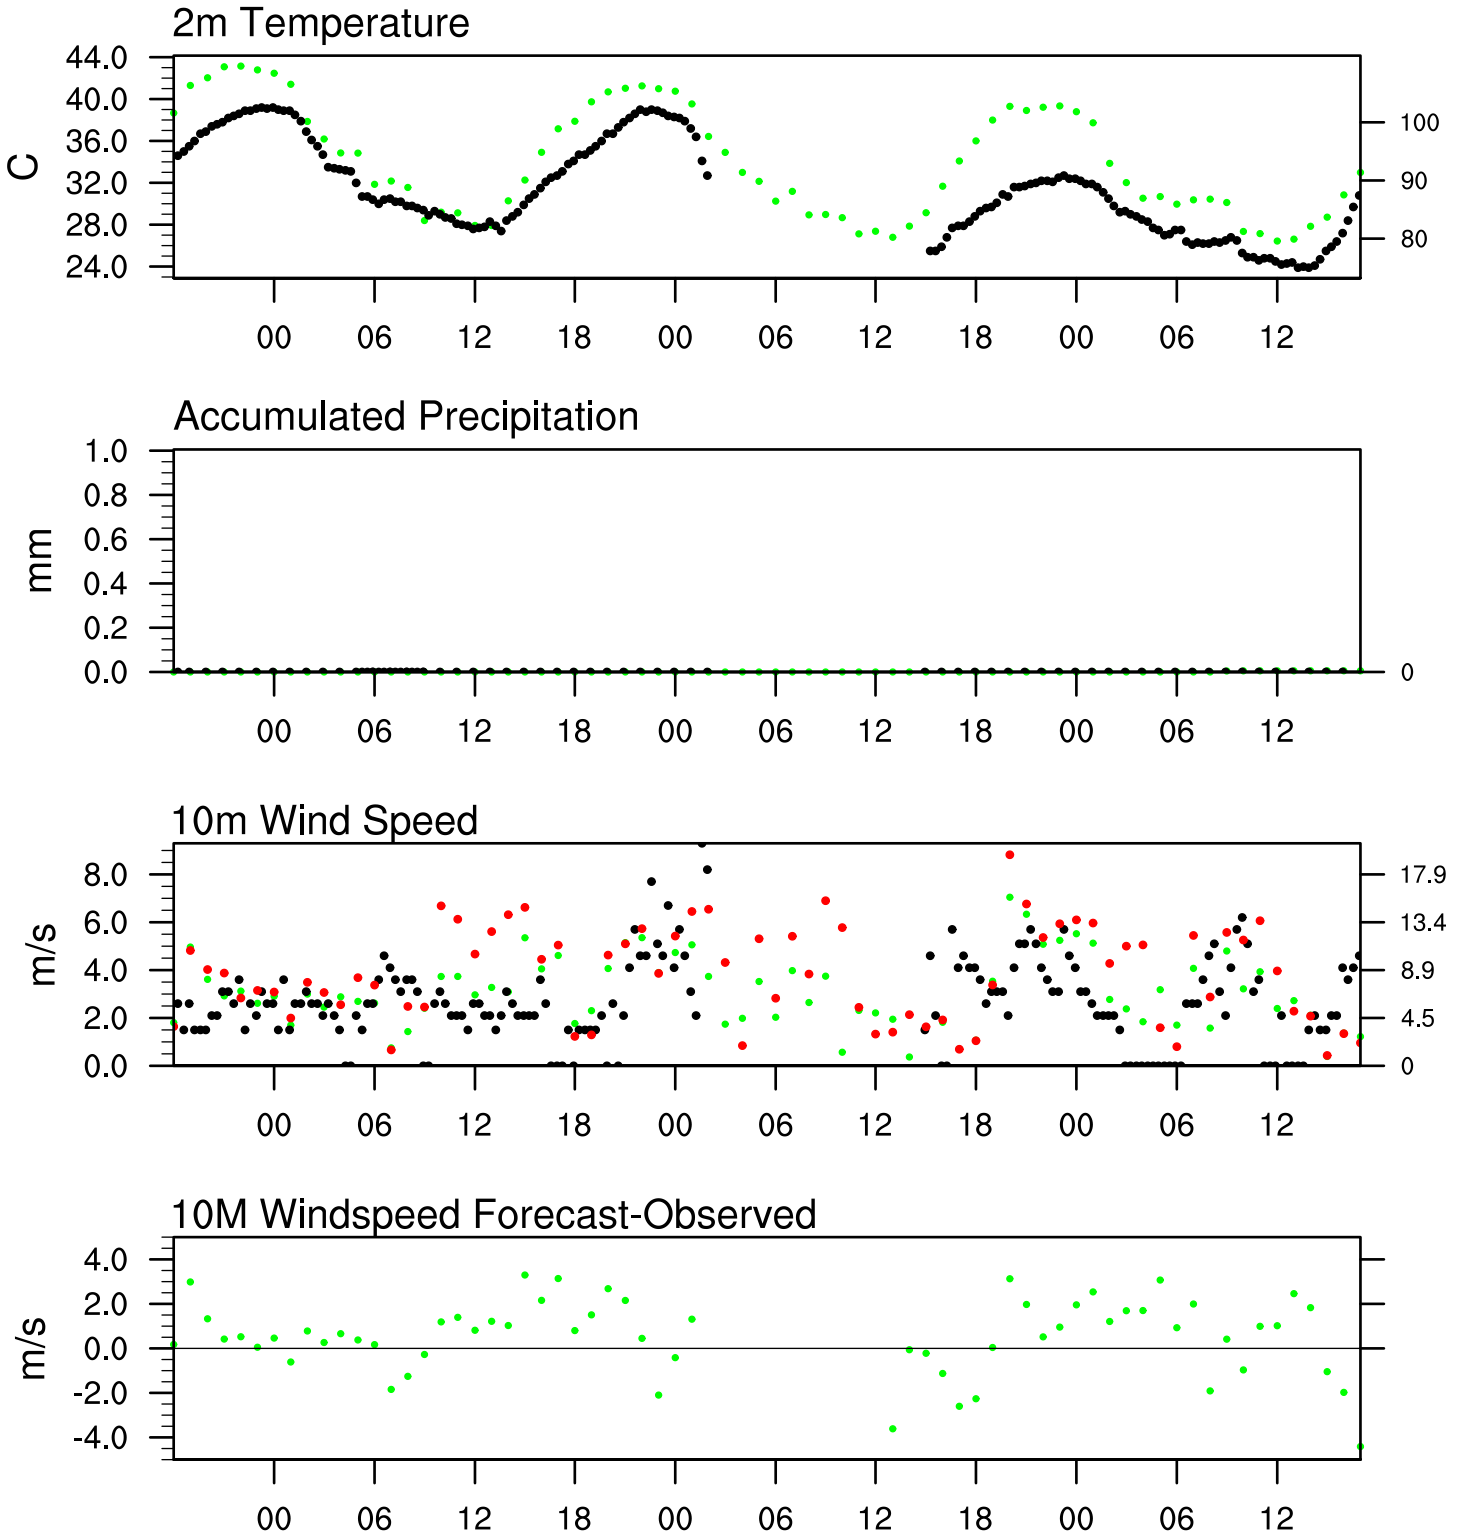 2m Temperature
44.0
40.0
36.0
32.0
28.0
24.0
C
100
90
80
00 06 12 18 00 06 12 18 00 06 12
Accumulated Precipitation
1.0
0.8
0.6
0.4
0.2
0.0
mm
0
00 06 12 18 00 06 12 18 00 06 12
10m Wind Speed
8.0
6.0
4.0
2.0
0.0
m/s
17.9
13.4
8.9
4.5
0
00 06 12 18 00 06 12 18 00 06 12
10M Windspeed Forecast-Observed
4.0
2.0
0.0
-2.0
-4.0
m/s
00 06 12 18 00 06 12 18 00 06 12